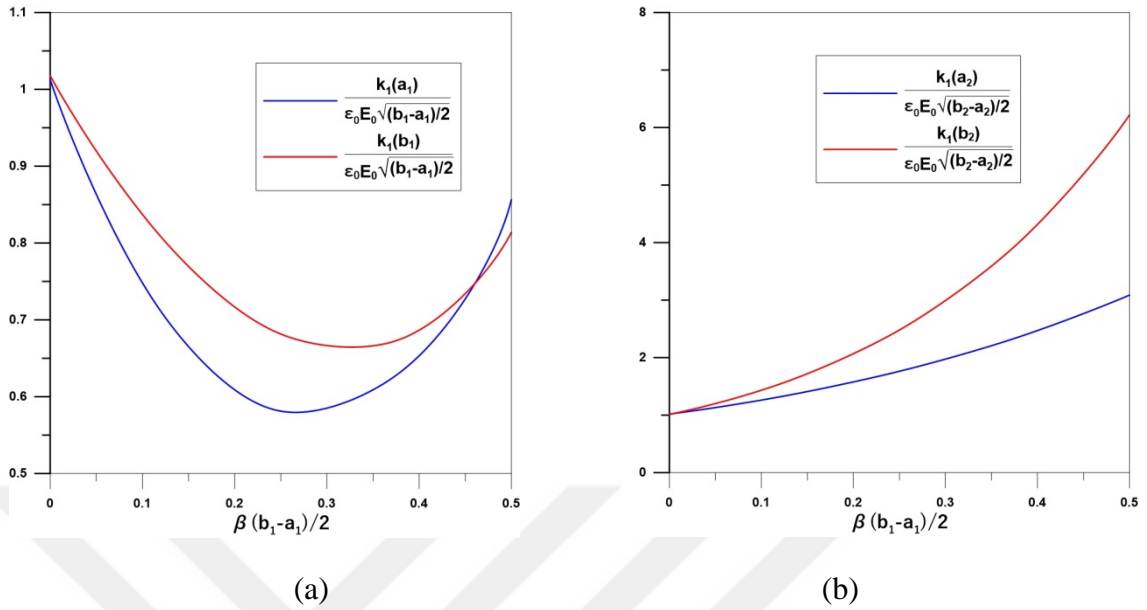 1.1
1
0.9
0.8
0.7
0.6
0.5
k₁(a₁)
ε₀E₀√(b₁-a₁)/2
k₁(b₁)
ε₀E₀√(b₁-a₁)/2
0 0.1 0.2 0.3 0.4 0.5
β (b₁-a₁)/2
(a)
8
6
4
2
0
k₁(a₂)
ε₀E₀√(b₂-a₂)/2
k₁(b₂)
ε₀E₀√(b₂-a₂)/2
0 0.1 0.2 0.3 0.4 0.5
β (b₁-a₁)/2
(b)